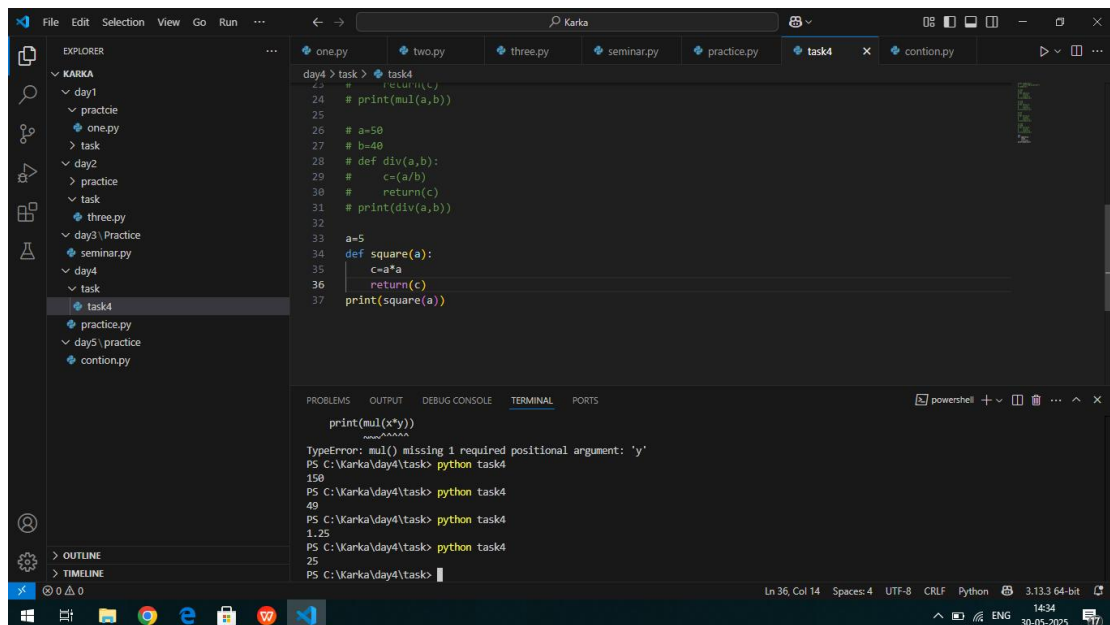 File Edit Selection View Go Run ··· Karka
EXPLORER ···
KARKA
day1
practcie
one.py
task
day2
practice
task
three.py
day3\Practice
seminar.py
day4
task
task4
practice.py
day5\practice
contion.py
OUTLINE
TIMELINE
one.py two.py three.py seminar.py practice.py task4 contion.py
day4 > task > task4
23 # return(c)
24 # print(mul(a,b))
25
26 # a=50
27 # b=40
28 # def div(a,b):
29 # c=(a/b)
30 # return(c)
31 # print(div(a,b))
32
33 a=5
34 def square(a):
35 c=a*a
36 return(c)
37 print(square(a))
PROBLEMS OUTPUT DEBUG CONSOLE TERMINAL PORTS powershell
print(mul(x*y))
~~~^^^^^
TypeError: mul() missing 1 required positional argument: 'y'
PS C:\Karka\day4\task> python task4
150
PS C:\Karka\day4\task> python task4
49
PS C:\Karka\day4\task> python task4
1.25
PS C:\Karka\day4\task> python task4
25
PS C:\Karka\day4\task>
0 0 Ln 36, Col 14 Spaces: 4 UTF-8 CRLF Python 3.13.3 64-bit
ENG 14:34
30-05-2025 17